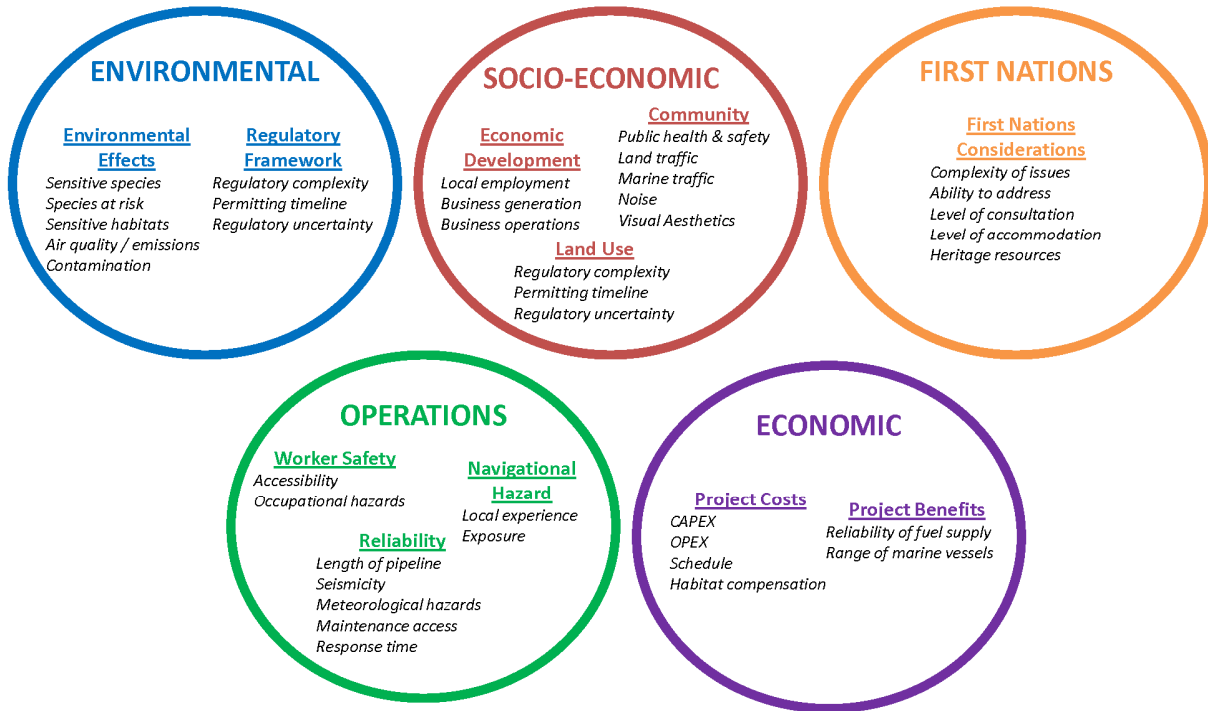 ENVIRONMENTAL
Environmental
Effects
Sensitive species
Species at risk
Sensitive habitats
Air quality / emissions
Contamination
Regulatory
Framework
Regulatory complexity
Permitting timeline
Regulatory uncertainty
SOCIO-ECONOMIC
Economic
Development
Local employment
Business generation
Business operations
Community
Public health & safety
Land traffic
Marine traffic
Noise
Visual Aesthetics
Land Use
Regulatory complexity
Permitting timeline
Regulatory uncertainty
FIRST NATIONS
First Nations
Considerations
Complexity of issues
Ability to address
Level of consultation
Level of accommodation
Heritage resources
OPERATIONS
Worker Safety
Accessibility
Occupational hazards
Navigational
Hazard
Local experience
Exposure
Reliability
Length of pipeline
Seismicity
Meteorological hazards
Maintenance access
Response time
ECONOMIC
Project Costs
CAPEX
OPEX
Schedule
Habitat compensation
Project Benefits
Reliability of fuel supply
Range of marine vessels